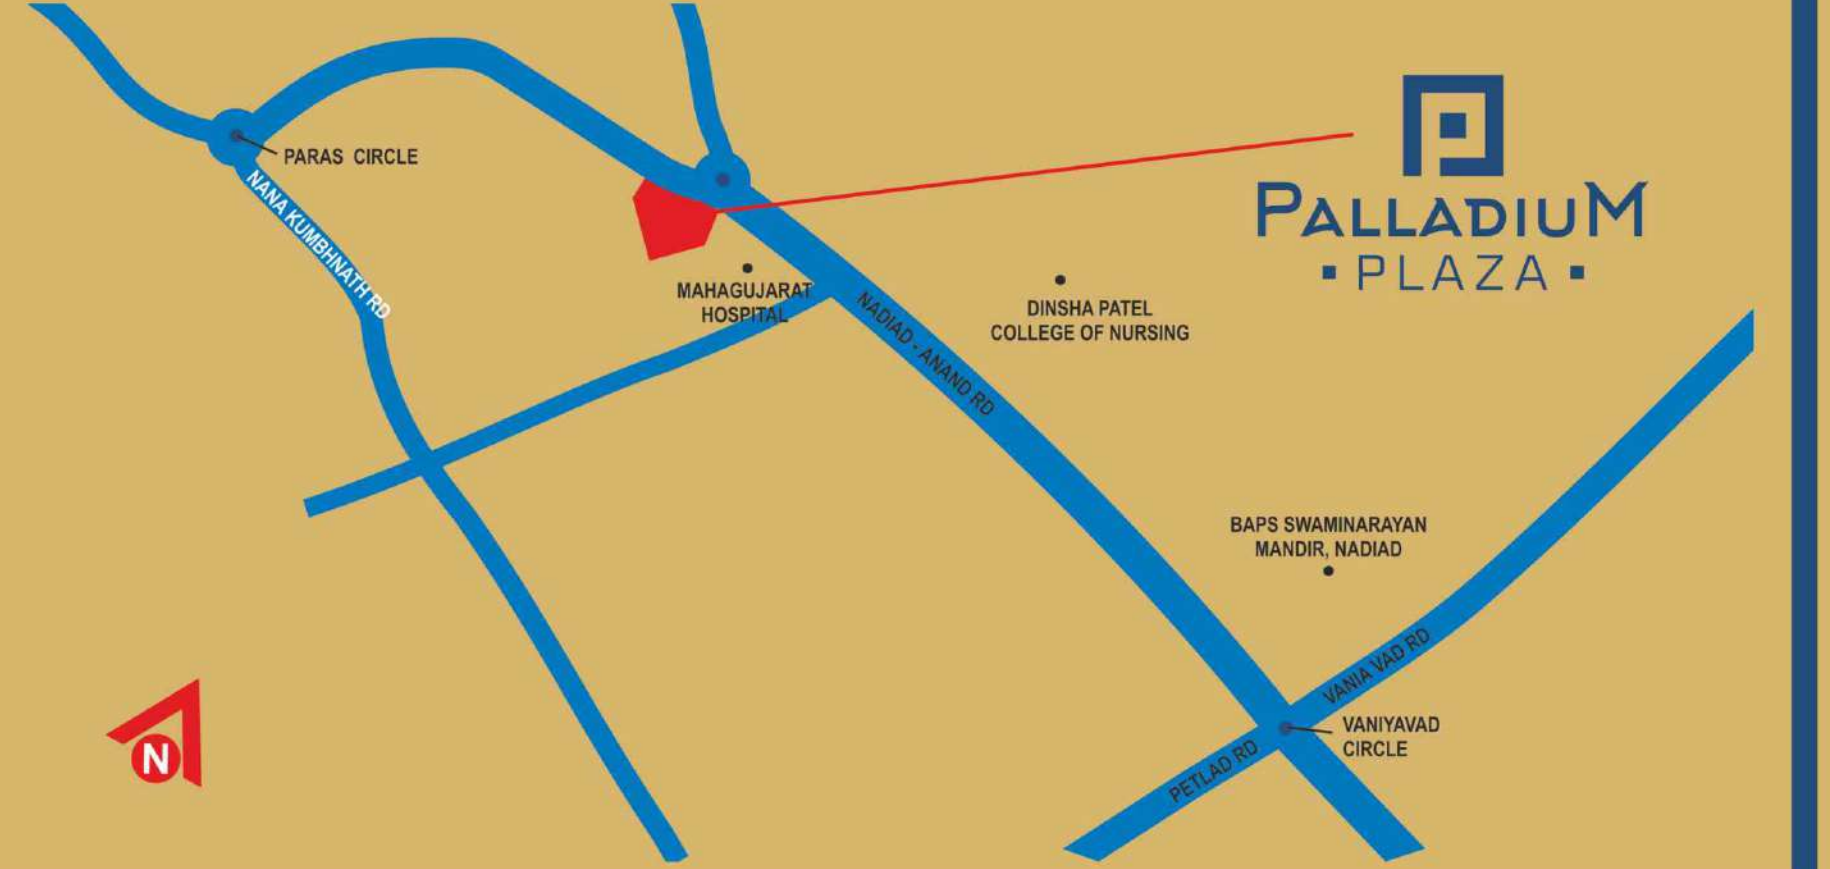 PARAS CIRCLE
NANA KUMBHNATH RD
PALLADIUM
PLAZA
MAHAGUJARAT
HOSPITAL
DINSHA PATEL
COLLEGE OF NURSING
NADIAD - ANAND RD
BAPS SWAMINARAYAN
MANDIR, NADIAD
VANIA VAD RD
VANIYAVAD
CIRCLE
PETLAD RD
N